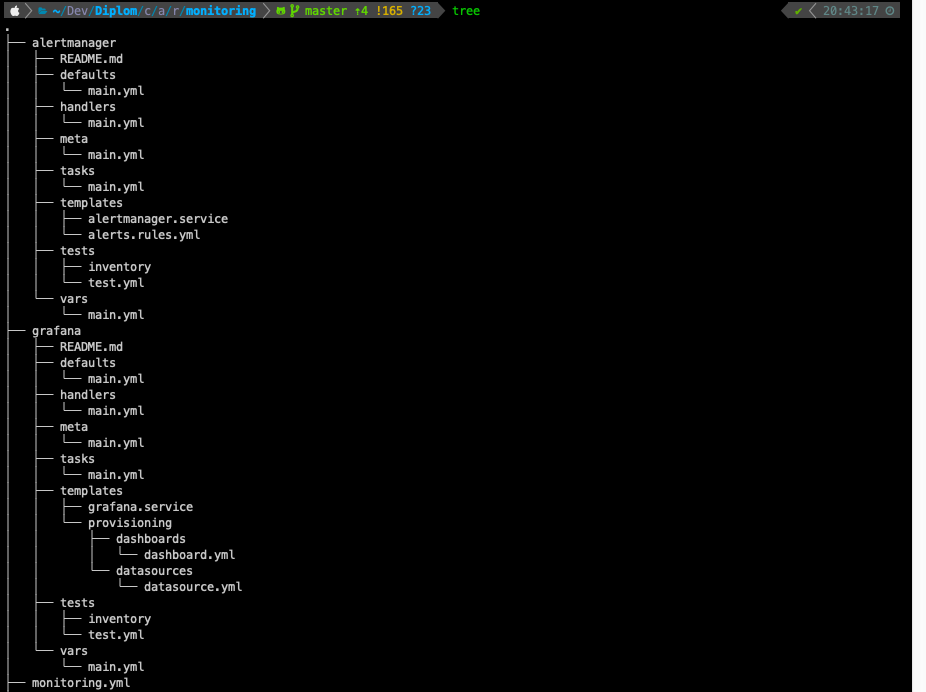 ~/Dev/Diplom/c/a/r/monitoring master ↑4 !165 ?23 tree ✔ 20:43:17
.
├── alertmanager
│   ├── README.md
│   ├── defaults
│   │   └── main.yml
│   ├── handlers
│   │   └── main.yml
│   ├── meta
│   │   └── main.yml
│   ├── tasks
│   │   └── main.yml
│   ├── templates
│   │   ├── alertmanager.service
│   │   └── alerts.rules.yml
│   ├── tests
│   │   ├── inventory
│   │   └── test.yml
│   └── vars
│       └── main.yml
├── grafana
│   ├── README.md
│   ├── defaults
│   │   └── main.yml
│   ├── handlers
│   │   └── main.yml
│   ├── meta
│   │   └── main.yml
│   ├── tasks
│   │   └── main.yml
│   ├── templates
│   │   ├── grafana.service
│   │   └── provisioning
│   │       ├── dashboards
│   │       │   └── dashboard.yml
│   │       └── datasources
│   │           └── datasource.yml
│   ├── tests
│   │   ├── inventory
│   │   └── test.yml
│   └── vars
│       └── main.yml
├── monitoring.yml